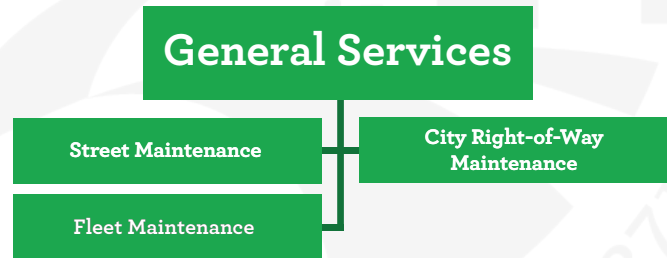 General Services
Street Maintenance
City Right-of-Way
Maintenance
Fleet Maintenance